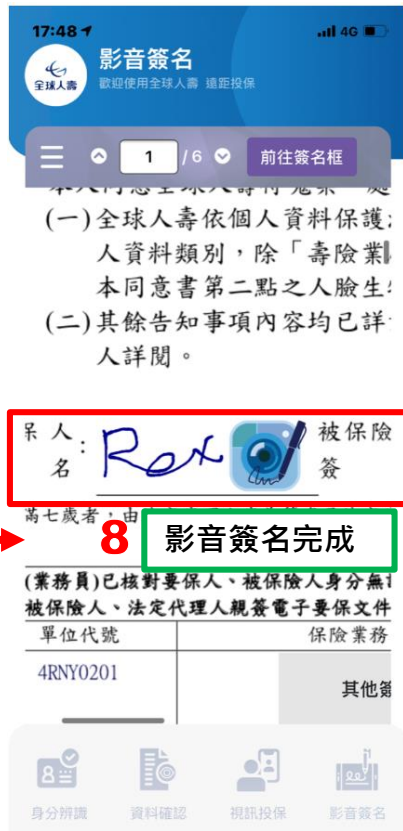 17:48
4G
影音簽名
全球人壽
歡迎使用全球人壽 遠距投保
1 / 6 前往簽名框
(一)全球人壽依個人資料保護
人資料類別，除「壽險業
本同意書第二點之人臉生
(二)其餘告知事項內容均已詳
人詳閱。
人 : Rex 被保險
名 簽
滿七歲者，由
8 影音簽名完成
(業務員)已核對要保人、被保險人身分無
被保險人、法定代理人親簽電子要保文件
單位代號 保險業務
4RNY0201
其他簽
身分辨識 資料確認 視訊投保 影音簽名